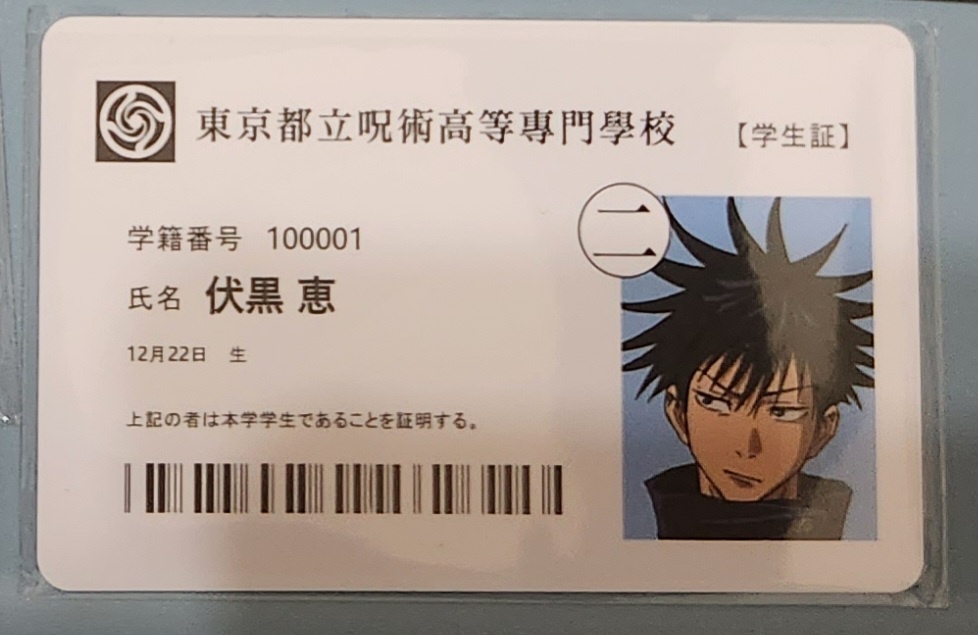 東京都立呪術高等專門學校 【学生証】
二
学籍番号 100001
氏名 伏黒 恵
12月22日 生
上記の者は本学学生であることを証明する。